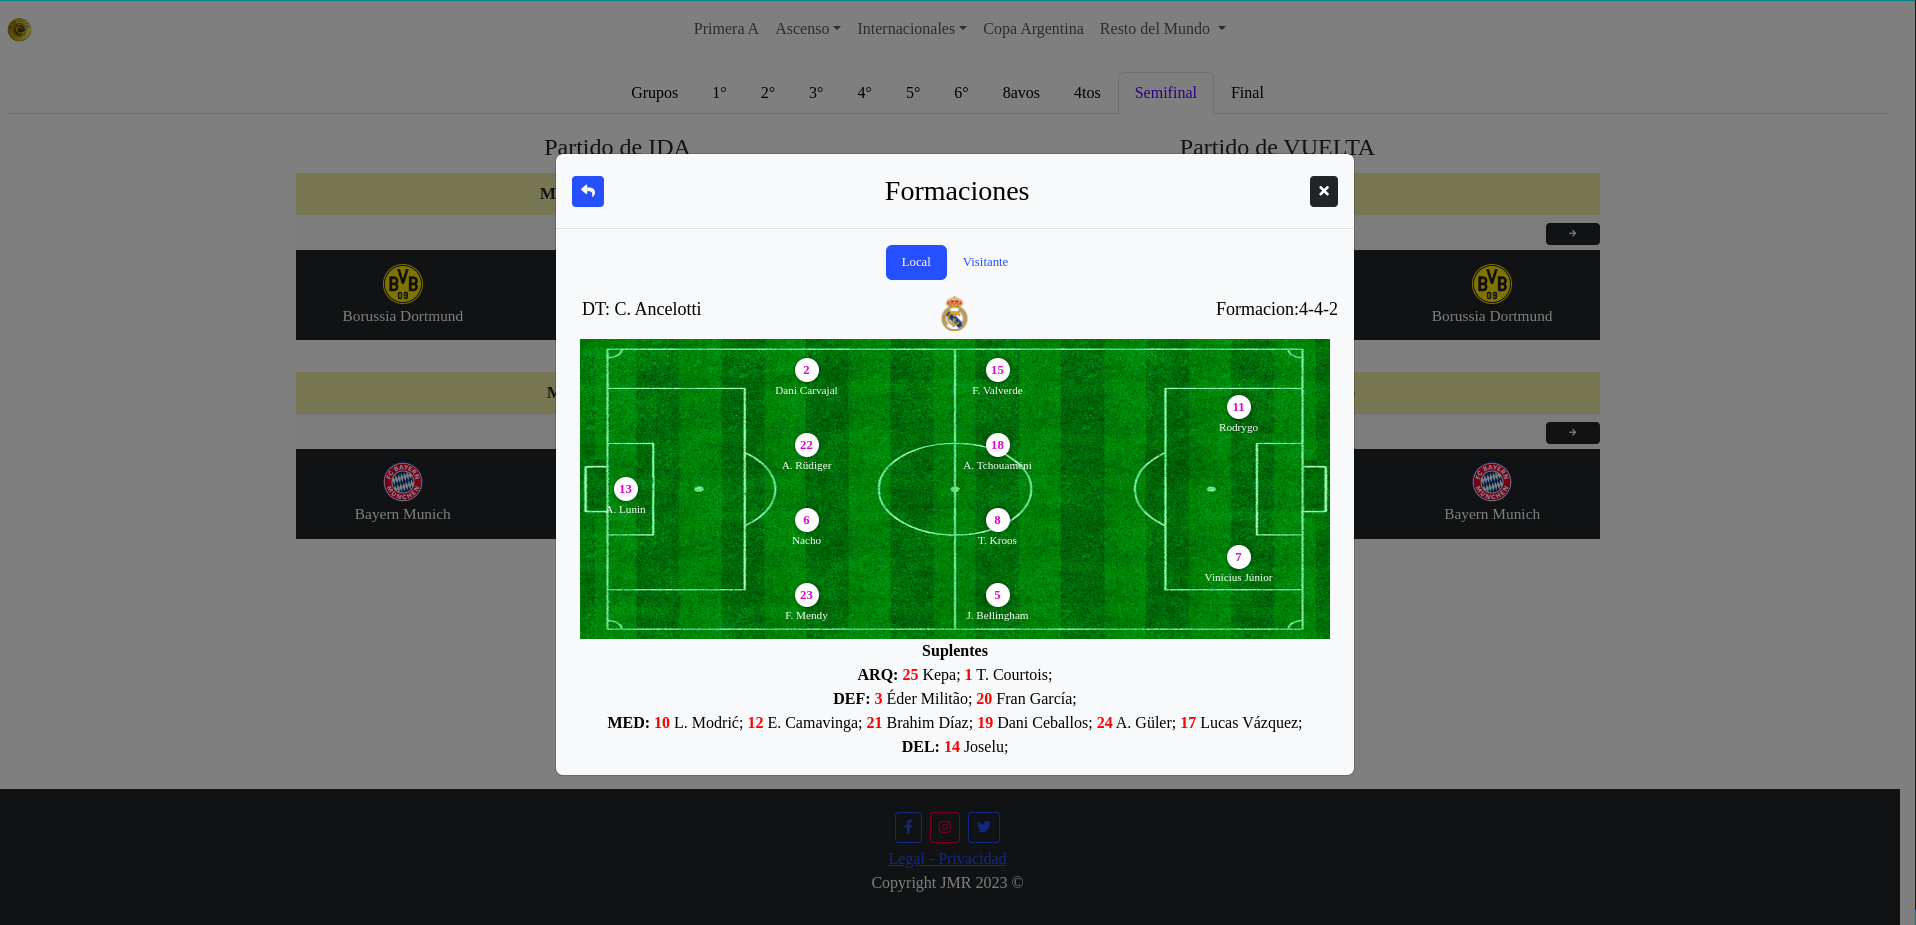 Primera A Ascenso Internacionales Copa Argentina Resto del Mundo
Grupos 1° 2° 3° 4° 5° 6° 8avos 4tos Semifinal Final
Partido de IDA
Partido de VUELTA
Borussia Dortmund
Borussia Dortmund
Bayern Munich
Bayern Munich
Formaciones
Local Visitante
DT: C. Ancelotti
Formacion:4-4-2
2
Dani Carvajal
15
F. Valverde
11
Rodrygo
22
A. Rüdiger
18
A. Tchouaméni
13
A. Lunin
6
Nacho
8
T. Kroos
7
Vinícius Júnior
23
F. Mendy
5
J. Bellingham
Suplentes
ARQ: 25 Kepa; 1 T. Courtois;
DEF: 3 Éder Militão; 20 Fran García;
MED: 10 L. Modrić; 12 E. Camavinga; 21 Brahim Díaz; 19 Dani Ceballos; 24 A. Güler; 17 Lucas Vázquez;
DEL: 14 Joselu;
Legal - Privacidad
Copyright JMR 2023 ©